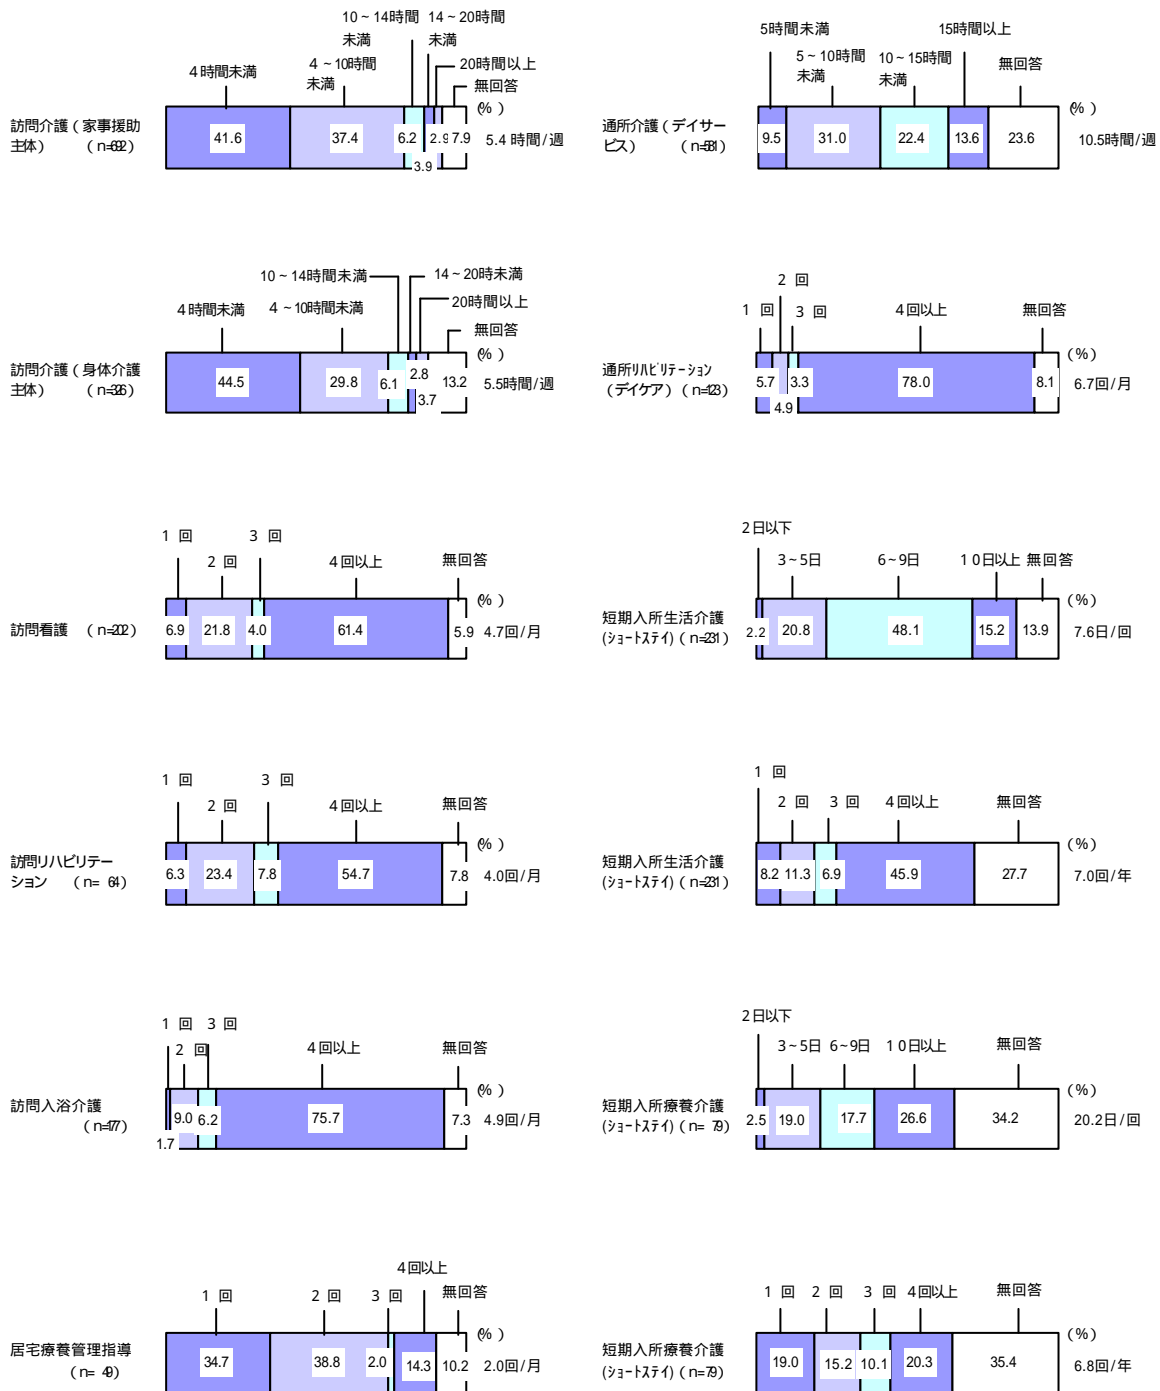 10～14時間 14～20時間
未満 未満
4時間未満 4～10時間 20時間以上
未満 無回答
(%)
訪問介護（家事援助
主体） （n=692）
41.6 37.4 6.2 3.9 2.9 7.9 5.4時間/週
5時間未満 15時間以上
5～10時間 10～15時間 無回答
未満 未満
(%)
通所介護（デイサー
ビス） （n=581）
9.5 31.0 22.4 13.6 23.6 10.5時間/週
10～14時間未満 14～20時未満
4時間未満 4～10時間未満 20時間以上
無回答
(%)
訪問介護（身体介護
主体） （n=326）
44.5 29.8 6.1 2.8 3.7 13.2 5.5時間/週
2 回
1 回 3 回 4回以上 無回答
(%)
通所ﾘﾊﾋﾞﾘﾃｰｼｮﾝ
（デイケア）（n=123）
5.7 4.9 3.3 78.0 8.1 6.7回/月
1 回 3 回
2 回 4回以上 無回答
(%)
訪問看護 （n=202）
6.9 21.8 4.0 61.4 5.9 4.7回/月
2日以下
3~5日 6~9日 10日以上 無回答
(%)
短期入所生活介護
(ｼｮｰﾄｽﾃｲ)（n=231）
2.2 20.8 48.1 15.2 13.9 7.6日/回
1 回 3 回
2 回 4回以上 無回答
(%)
訪問リハビリテー
ション （n= 64）
6.3 23.4 7.8 54.7 7.8 4.0回/月
1 回
2 回 3 回 4回以上 無回答
(%)
短期入所生活介護
(ｼｮｰﾄｽﾃｲ)（n=231）
8.2 11.3 6.9 45.9 27.7 7.0回/年
1 回 3 回
2 回 4回以上 無回答
(%)
訪問入浴介護
（n=177）
1.7 9.0 6.2 75.7 7.3 4.9回/月
2日以下
3~5日 6~9日 10日以上 無回答
(%)
短期入所療養介護
(ｼｮｰﾄｽﾃｲ)（n= 79）
2.5 19.0 17.7 26.6 34.2 20.2日/回
4回以上
1 回 2 回 3 回 無回答
(%)
居宅療養管理指導
（n= 49）
34.7 38.8 2.0 14.3 10.2 2.0回/月
1 回 2 回 3 回 4回以上 無回答
(%)
短期入所療養介護
(ｼｮｰﾄｽﾃｲ)（n=79）
19.0 15.2 10.1 20.3 35.4 6.8回/年